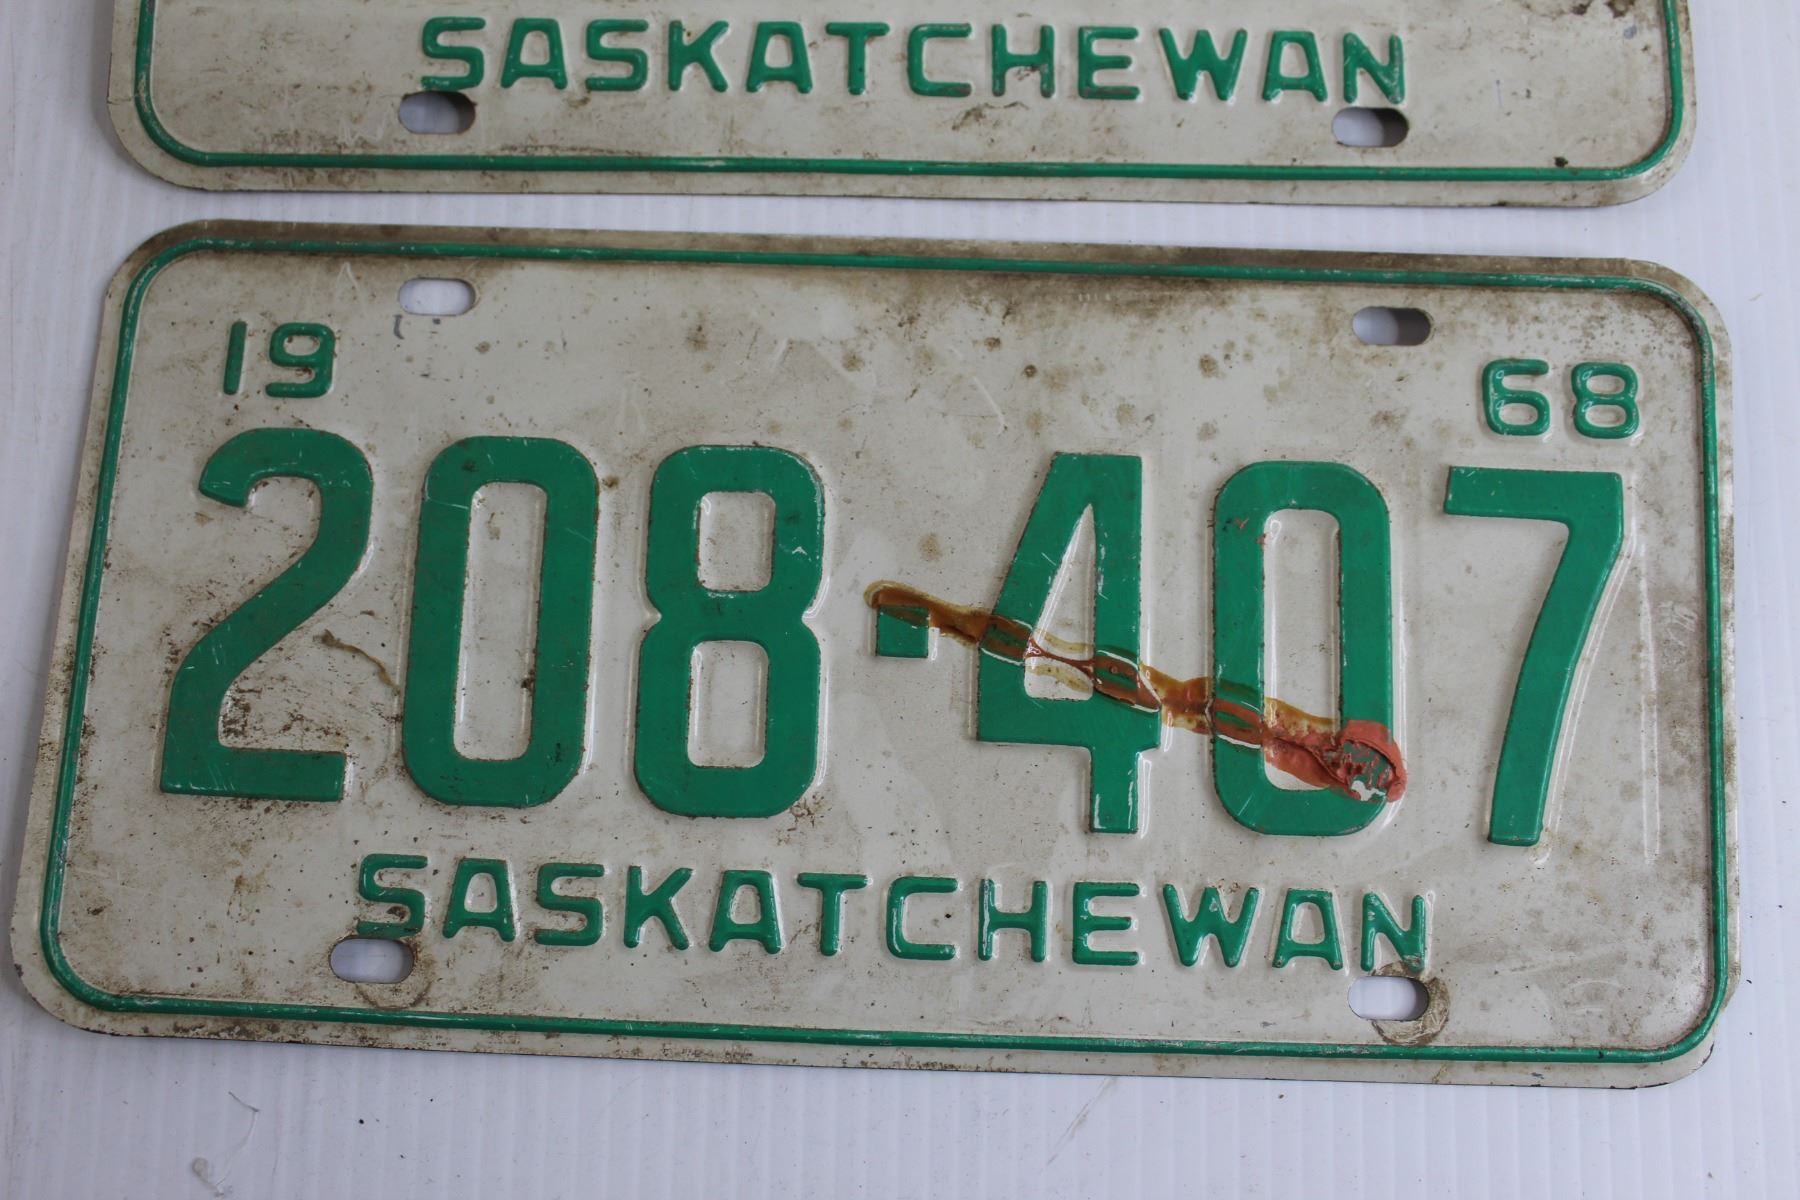 SASKATCHEWAN
19 68
208-407
SASKATCHEWAN